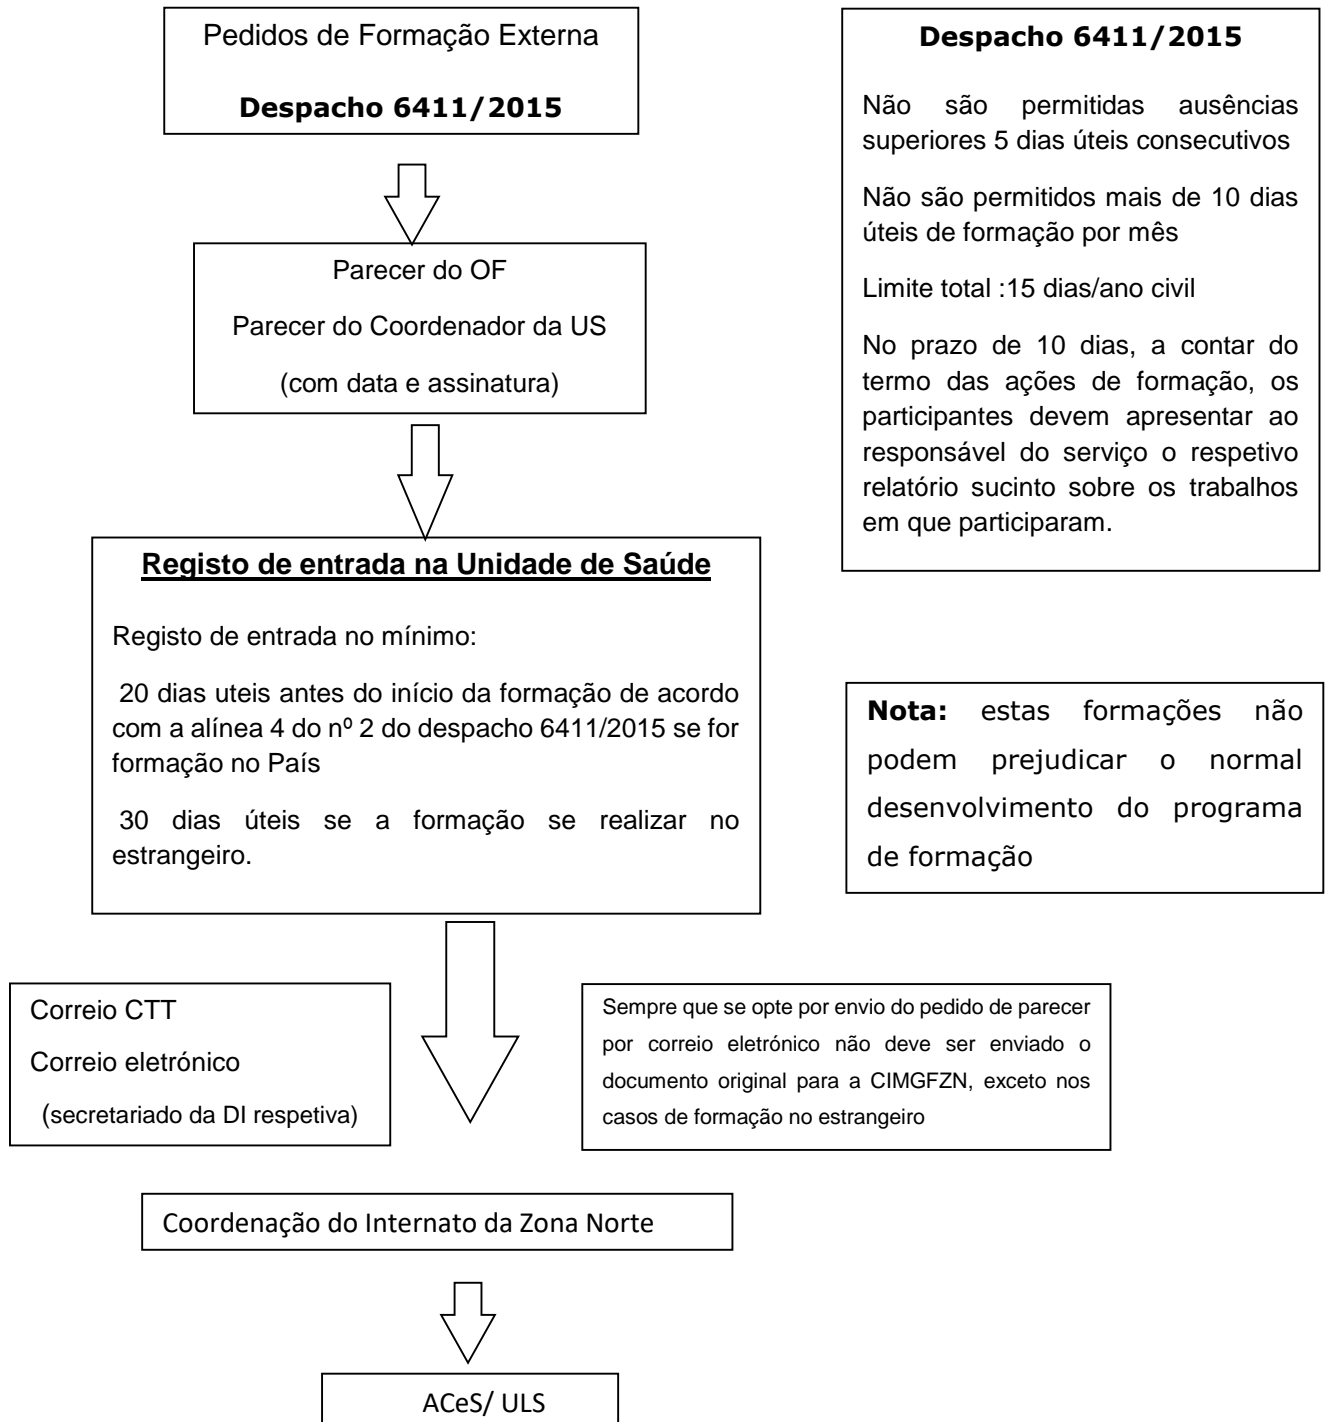 Pedidos de Formação Externa
Despacho 6411/2015
Parecer do OF
Parecer do Coordenador da US
(com data e assinatura)
Registo de entrada na Unidade de Saúde
Registo de entrada no mínimo:
20 dias uteis antes do início da formação de acordo
com a alínea 4 do nº 2 do despacho 6411/2015 se for
formação no País
30 dias úteis se a formação se realizar no
estrangeiro.
Despacho 6411/2015
Não são permitidas ausências
superiores 5 dias úteis consecutivos
Não são permitidos mais de 10 dias
úteis de formação por mês
Limite total :15 dias/ano civil
No prazo de 10 dias, a contar do
termo das ações de formação, os
participantes devem apresentar ao
responsável do serviço o respetivo
relatório sucinto sobre os trabalhos
em que participaram.
Nota: estas formações não
podem prejudicar o normal
desenvolvimento do programa
de formação
Correio CTT
Correio eletrónico
(secretariado da DI respetiva)
Sempre que se opte por envio do pedido de parecer
por correio eletrónico não deve ser enviado o
documento original para a CIMGFZN, exceto nos
casos de formação no estrangeiro
Coordenação do Internato da Zona Norte
ACeS/ ULS